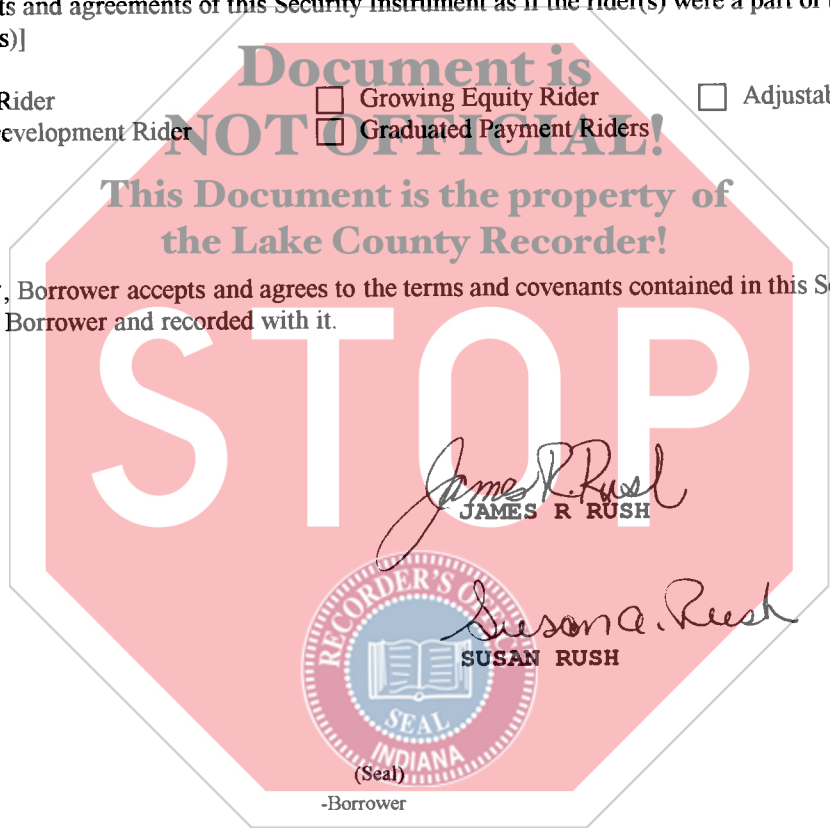 ts and agreements of this Security Instrument as if the rider(s) were a part of
s)]
Document is
Rider Growing Equity Rider Adjustab
evelopment Rider Graduated Payment Riders
NOT OFFICIAL!
This Document is the property of
the Lake County Recorder!
, Borrower accepts and agrees to the terms and covenants contained in this S
Borrower and recorded with it.
STOP
James R. Rush
JAMES R RUSH
Susan A. Rush
SUSAN RUSH
RECORDER'S OFFICE
SEAL
INDIANA
(Seal)
-Borrower